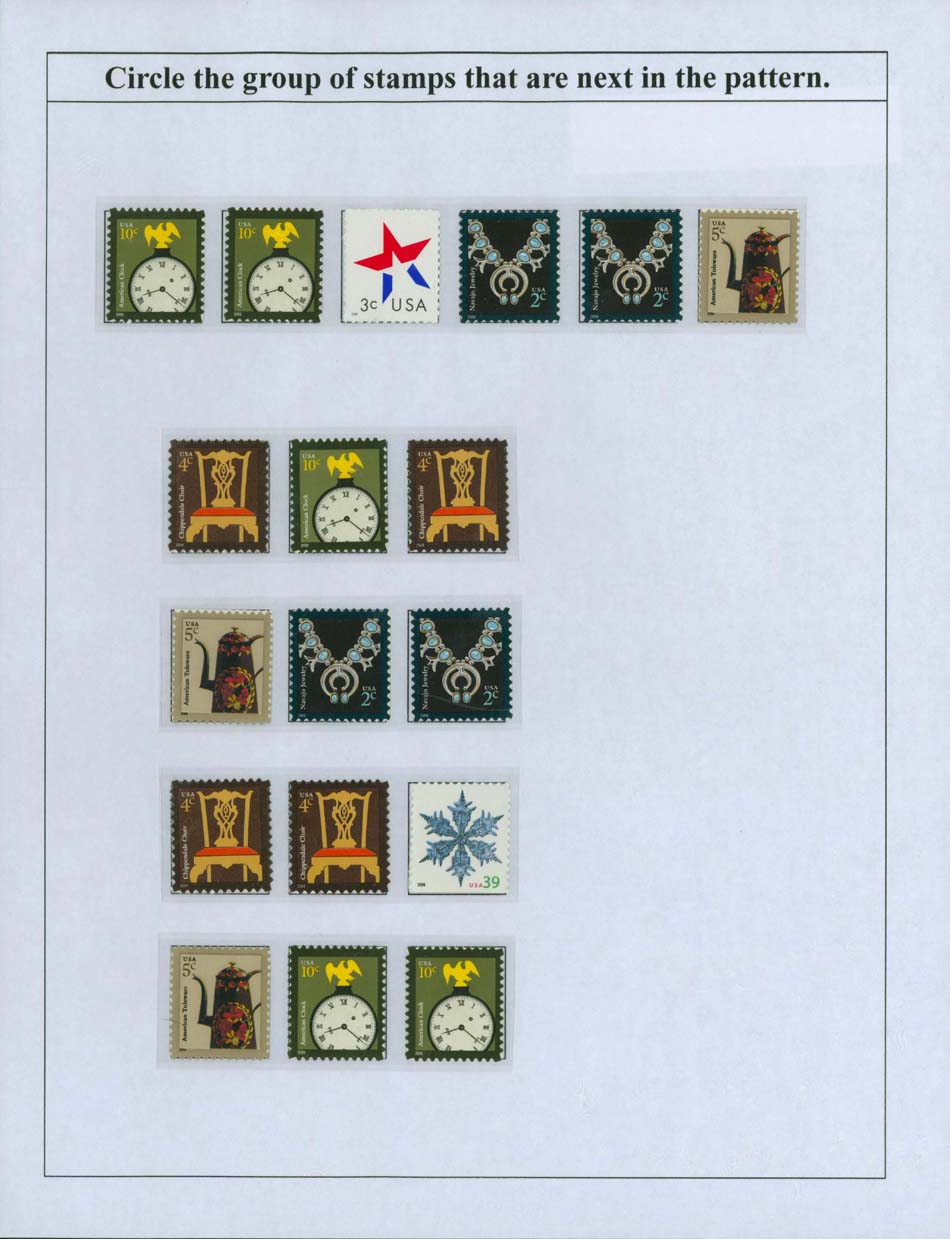 Circle the group of stamps that are next in the pattern.
USA 10c American Clock
USA 10c American Clock
3c USA
Navajo Jewelry USA 2c
Navajo Jewelry USA 2c
USA 5c American Toleware
USA 4c Chippendale Chair
USA 10c American Clock
USA 4c Chippendale Chair
USA 5c American Toleware
Navajo Jewelry USA 2c
Navajo Jewelry USA 2c
USA 4c Chippendale Chair
USA 4c Chippendale Chair
USA 39
USA 5c American Toleware
USA 10c American Clock
USA 10c American Clock